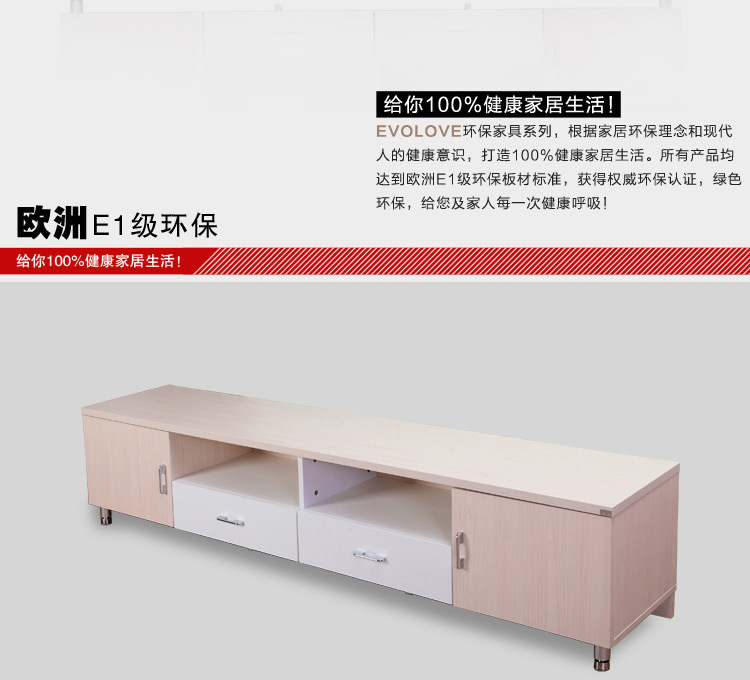 给你100%健康家居生活!
EVOLOVE环保家具系列，根据家居环保理念和现代
人的健康意识，打造100%健康家居生活。所有产品均
达到欧洲E1级环保板材标准，获得权威环保认证，绿色
环保，给您及家人每一次健康呼吸!
欧洲E1级环保
给你100%健康家居生活!